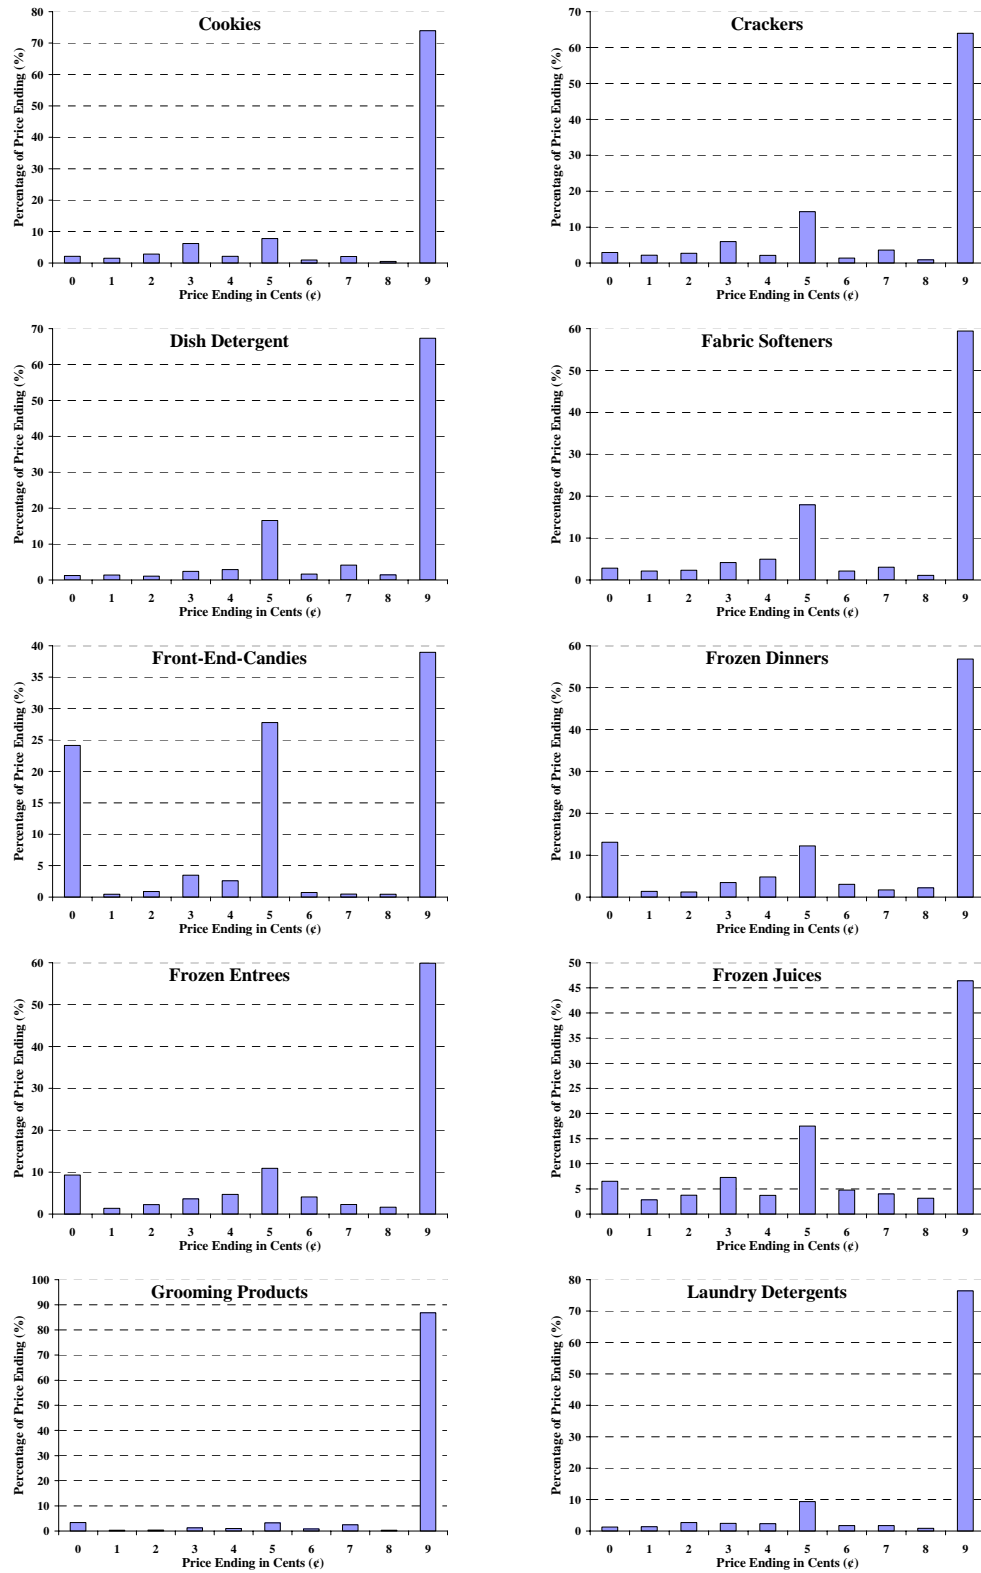 Cookies
Percentage of Price Ending (%)
80
70
60
50
40
30
20
10
0
0 1 2 3 4 5 6 7 8 9
Price Ending in Cents (¢)
Crackers
Percentage of Price Ending (%)
70
60
50
40
30
20
10
0
0 1 2 3 4 5 6 7 8 9
Price Ending in Cents (¢)
Dish Detergent
Percentage of Price Ending (%)
70
60
50
40
30
20
10
0
0 1 2 3 4 5 6 7 8 9
Price Ending in Cents (¢)
Fabric Softeners
Percentage of Price Ending (%)
60
50
40
30
20
10
0
0 1 2 3 4 5 6 7 8 9
Price Ending in Cents (¢)
Front-End-Candies
Percentage of Price Ending (%)
40
35
30
25
20
15
10
5
0
0 1 2 3 4 5 6 7 8 9
Price Ending in Cents (¢)
Frozen Dinners
Percentage of Price Ending (%)
60
50
40
30
20
10
0
0 1 2 3 4 5 6 7 8 9
Price Ending in Cents (¢)
Frozen Entrees
Percentage of Price Ending (%)
60
50
40
30
20
10
0
0 1 2 3 4 5 6 7 8 9
Price Ending in Cents (¢)
Frozen Juices
Percentage of Price Ending (%)
50
45
40
35
30
25
20
15
10
5
0
0 1 2 3 4 5 6 7 8 9
Price Ending in Cents (¢)
Grooming Products
Percentage of Price Ending (%)
100
90
80
70
60
50
40
30
20
10
0
0 1 2 3 4 5 6 7 8 9
Price Ending in Cents (¢)
Laundry Detergents
Percentage of Price Ending (%)
80
70
60
50
40
30
20
10
0
0 1 2 3 4 5 6 7 8 9
Price Ending in Cents (¢)